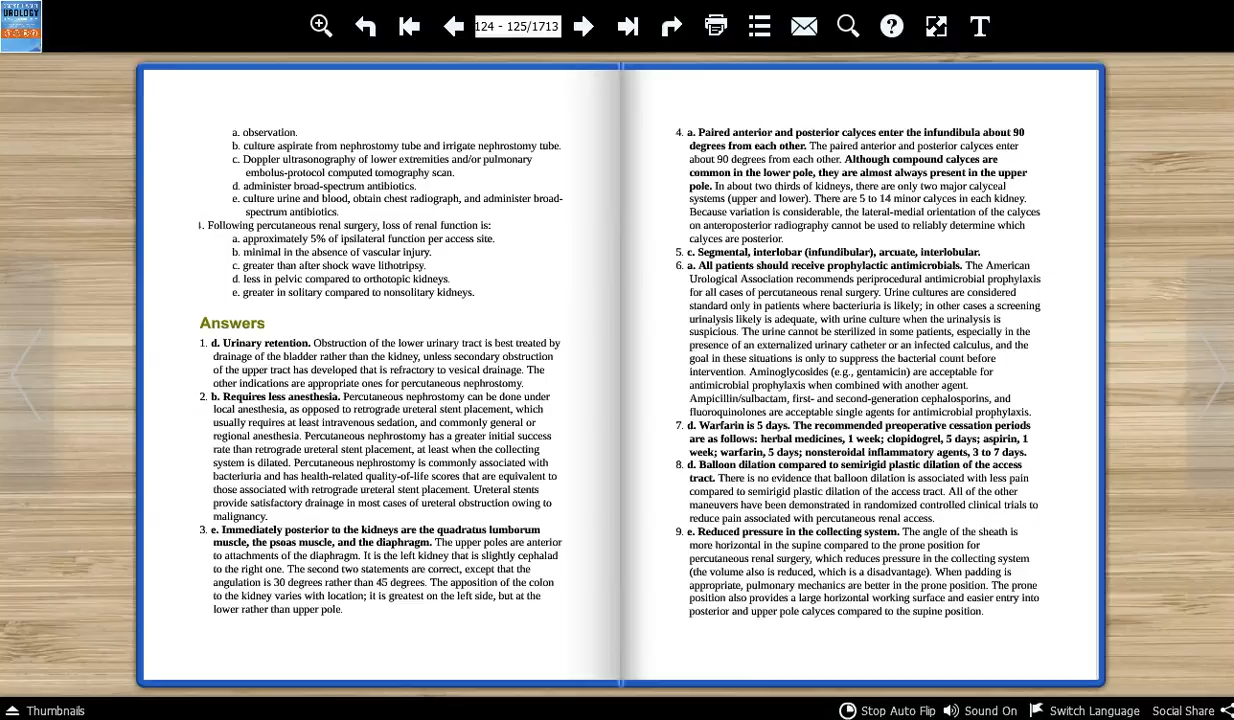 UROLOGY
124 - 125/1713
a. observation.
b. culture aspirate from nephrostomy tube and irrigate nephrostomy tube.
c. Doppler ultrasonography of lower extremities and/or pulmonary
embolus-protocol computed tomography scan.
d. administer broad-spectrum antibiotics.
e. culture urine and blood, obtain chest radiograph, and administer broad-
spectrum antibiotics.
. Following percutaneous renal surgery, loss of renal function is:
a. approximately 5% of ipsilateral function per access site.
b. minimal in the absence of vascular injury.
c. greater than after shock wave lithotripsy.
d. less in pelvic compared to orthotopic kidneys.
e. greater in solitary compared to nonsolitary kidneys.
Answers
1. d. Urinary retention. Obstruction of the lower urinary tract is best treated by
drainage of the bladder rather than the kidney, unless secondary obstruction
of the upper tract has developed that is refractory to vesical drainage. The
other indications are appropriate ones for percutaneous nephrostomy.
2. b. Requires less anesthesia. Percutaneous nephrostomy can be done under
local anesthesia, as opposed to retrograde ureteral stent placement, which
usually requires at least intravenous sedation, and commonly general or
regional anesthesia. Percutaneous nephrostomy has a greater initial success
rate than retrograde ureteral stent placement, at least when the collecting
system is dilated. Percutaneous nephrostomy is commonly associated with
bacteriuria and has health-related quality-of-life scores that are equivalent to
those associated with retrograde ureteral stent placement. Ureteral stents
provide satisfactory drainage in most cases of ureteral obstruction owing to
malignancy.
3. e. Immediately posterior to the kidneys are the quadratus lumborum
muscle, the psoas muscle, and the diaphragm. The upper poles are anterior
to attachments of the diaphragm. It is the left kidney that is slightly cephalad
to the right one. The second two statements are correct, except that the
angulation is 30 degrees rather than 45 degrees. The apposition of the colon
to the kidney varies with location; it is greatest on the left side, but at the
lower rather than upper pole.
4. a. Paired anterior and posterior calyces enter the infundibula about 90
degrees from each other. The paired anterior and posterior calyces enter
about 90 degrees from each other. Although compound calyces are
common in the lower pole, they are almost always present in the upper
pole. In about two thirds of kidneys, there are only two major calyceal
systems (upper and lower). There are 5 to 14 minor calyces in each kidney.
Because variation is considerable, the lateral-medial orientation of the calyces
on anteroposterior radiography cannot be used to reliably determine which
calyces are posterior.
5. c. Segmental, interlobar (infundibular), arcuate, interlobular.
6. a. All patients should receive prophylactic antimicrobials. The American
Urological Association recommends periprocedural antimicrobial prophylaxis
for all cases of percutaneous renal surgery. Urine cultures are considered
standard only in patients where bacteriuria is likely; in other cases a screening
urinalysis likely is adequate, with urine culture when the urinalysis is
suspicious. The urine cannot be sterilized in some patients, especially in the
presence of an externalized urinary catheter or an infected calculus, and the
goal in these situations is only to suppress the bacterial count before
intervention. Aminoglycosides (e.g., gentamicin) are acceptable for
antimicrobial prophylaxis when combined with another agent.
Ampicillin/sulbactam, first- and second-generation cephalosporins, and
fluoroquinolones are acceptable single agents for antimicrobial prophylaxis.
7. d. Warfarin is 5 days. The recommended preoperative cessation periods
are as follows: herbal medicines, 1 week; clopidogrel, 5 days; aspirin, 1
week; warfarin, 5 days; nonsteroidal inflammatory agents, 3 to 7 days.
8. d. Balloon dilation compared to semirigid plastic dilation of the access
tract. There is no evidence that balloon dilation is associated with less pain
compared to semirigid plastic dilation of the access tract. All of the other
maneuvers have been demonstrated in randomized controlled clinical trials to
reduce pain associated with percutaneous renal access.
9. e. Reduced pressure in the collecting system. The angle of the sheath is
more horizontal in the supine compared to the prone position for
percutaneous renal surgery, which reduces pressure in the collecting system
(the volume also is reduced, which is a disadvantage). When padding is
appropriate, pulmonary mechanics are better in the prone position. The prone
position also provides a large horizontal working surface and easier entry into
posterior and upper pole calyces compared to the supine position.
Thumbnails
Stop Auto Flip
Sound On
Switch Language
Social Share